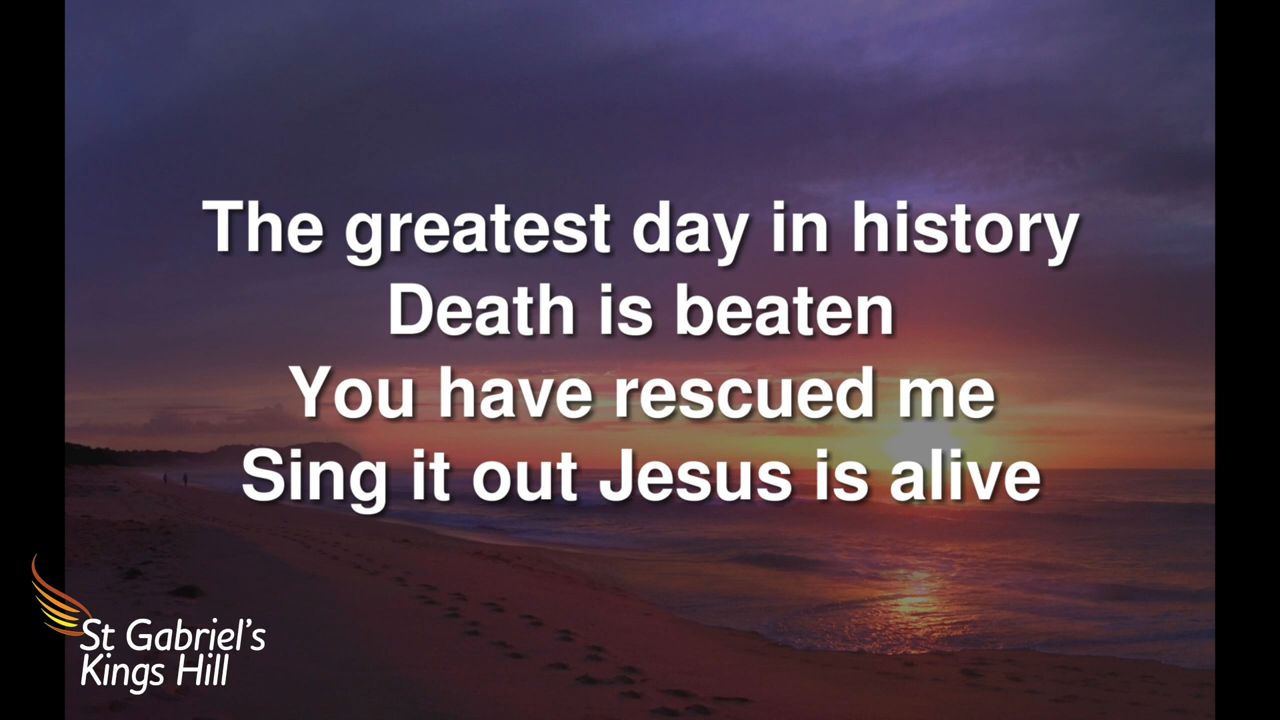 The greatest day in history
Death is beaten
You have rescued me
Sing it out Jesus is alive
St Gabriel's
Kings Hill